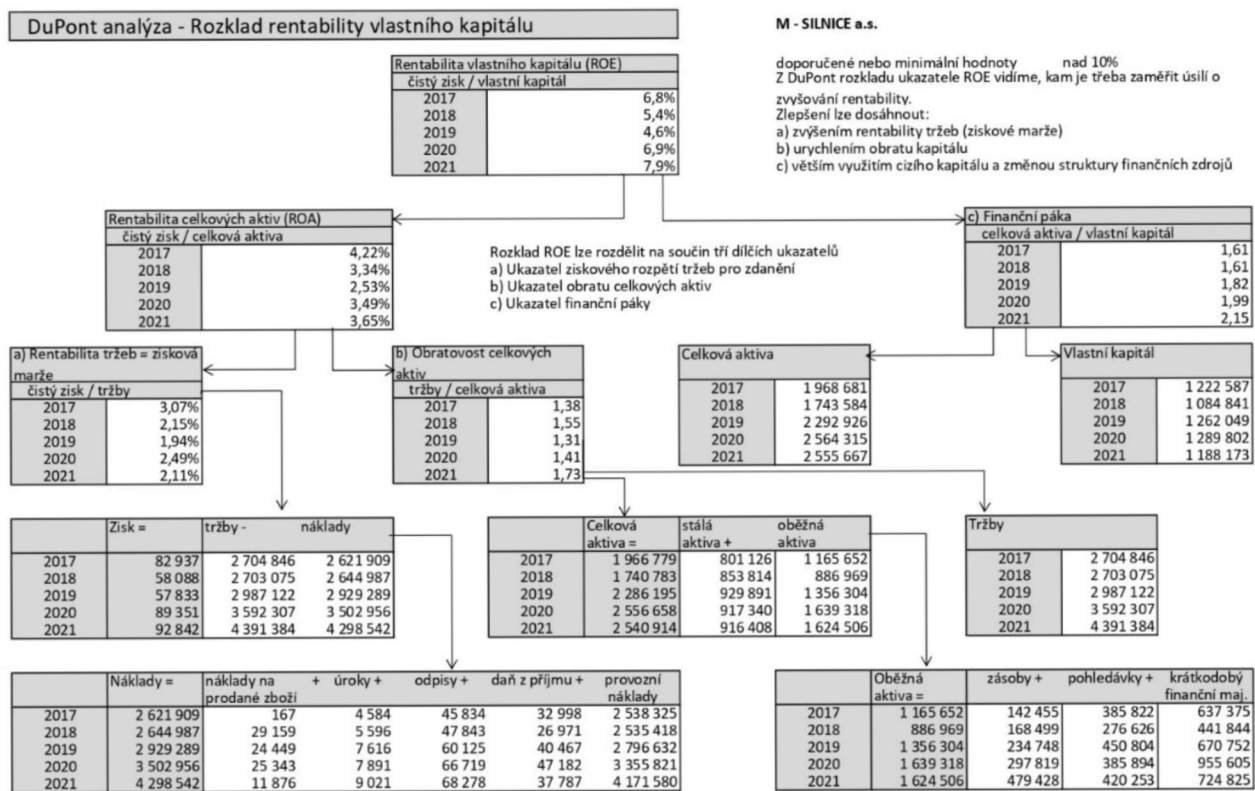 DuPont analýza - Rozklad rentability vlastního kapitálu
M - SILNICE a.s.
doporučené nebo minimální hodnoty nad 10%
Z DuPont rozkladu ukazatele ROE vidíme, kam je třeba zaměřit úsilí o
zvyšování rentability.
Zlepšení lze dosáhnout:
a) zvýšením rentability tržeb (ziskové marže)
b) urychlením obratu kapitálu
c) větším využitím cizího kapitálu a změnou struktury finančních zdrojů
Rentabilita vlastního kapitálu (ROE)
čistý zisk / vlastní kapitál
2017 6,8%
2018 5,4%
2019 4,6%
2020 6,9%
2021 7,9%
Rentabilita celkových aktiv (ROA)
čistý zisk / celková aktiva
2017 4,22%
2018 3,34%
2019 2,53%
2020 3,49%
2021 3,65%
Rozklad ROE lze rozdělit na součin tří dílčích ukazatelů
a) Ukazatel ziskového rozpětí tržeb pro zdanění
b) Ukazatel obratu celkových aktiv
c) Ukazatel finanční páky
c) Finanční páka
celková aktiva / vlastní kapitál
2017 1,61
2018 1,61
2019 1,82
2020 1,99
2021 2,15
a) Rentabilita tržeb = zisková
marže
čistý zisk / tržby
2017 3,07%
2018 2,15%
2019 1,94%
2020 2,49%
2021 2,11%
b) Obratovost celkových
aktiv
tržby / celková aktiva
2017 1,38
2018 1,55
2019 1,31
2020 1,41
2021 1,73
Celková aktiva
2017 1 968 681
2018 1 743 584
2019 2 292 926
2020 2 564 315
2021 2 555 667
Vlastní kapitál
2017 1 222 587
2018 1 084 841
2019 1 262 049
2020 1 289 802
2021 1 188 173
Zisk = tržby - náklady
2017 82 937 2 704 846 2 621 909
2018 58 088 2 703 075 2 644 987
2019 57 833 2 987 122 2 929 289
2020 89 351 3 592 307 3 502 956
2021 92 842 4 391 384 4 298 542
Celková stálá oběžná
aktiva = aktiva + aktiva
2017 1 966 779 801 126 1 165 652
2018 1 740 783 853 814 886 969
2019 2 286 195 929 891 1 356 304
2020 2 556 658 917 340 1 639 318
2021 2 540 914 916 408 1 624 506
Tržby
2017 2 704 846
2018 2 703 075
2019 2 987 122
2020 3 592 307
2021 4 391 384
Náklady = náklady na + úroky + odpisy + daň z příjmu + provozní
prodané zboží náklady
2017 2 621 909 167 4 584 45 834 32 998 2 538 325
2018 2 644 987 29 159 5 596 47 843 26 971 2 535 418
2019 2 929 289 24 449 7 616 60 125 40 467 2 796 632
2020 3 502 956 25 343 7 891 66 719 47 182 3 355 821
2021 4 298 542 11 876 9 021 68 278 37 787 4 171 580
Oběžná zásoby + pohledávky + krátkodobý
aktiva = finanční maj.
2017 1 165 652 142 455 385 822 637 375
2018 886 969 168 499 276 626 441 844
2019 1 356 304 234 748 450 804 670 752
2020 1 639 318 297 819 385 894 955 605
2021 1 624 506 479 428 420 253 724 825